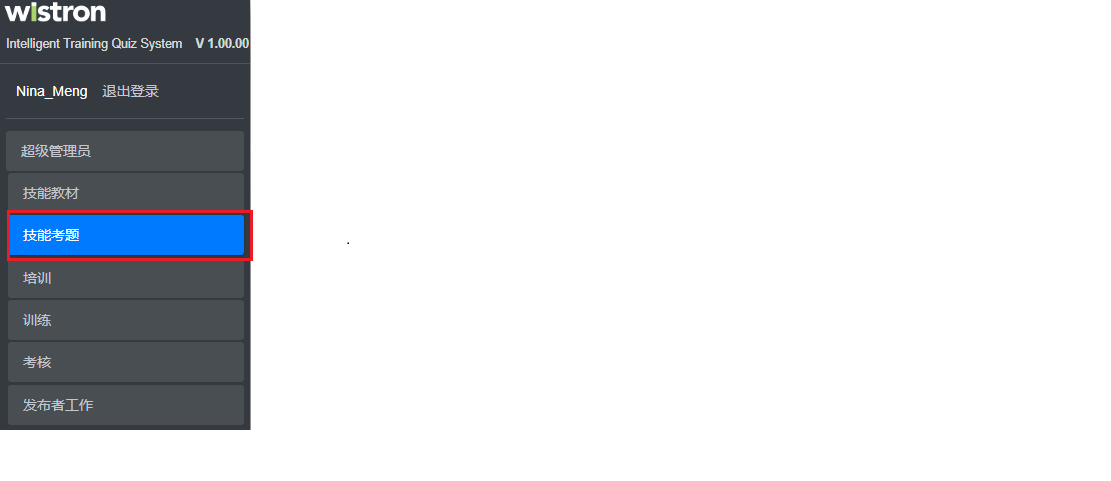 wistron
Intelligent Training Quiz System V 1.00.00
Nina_Meng 退出登录
超级管理员
技能教材
技能考题
培训
训练
考核
发布者工作
.